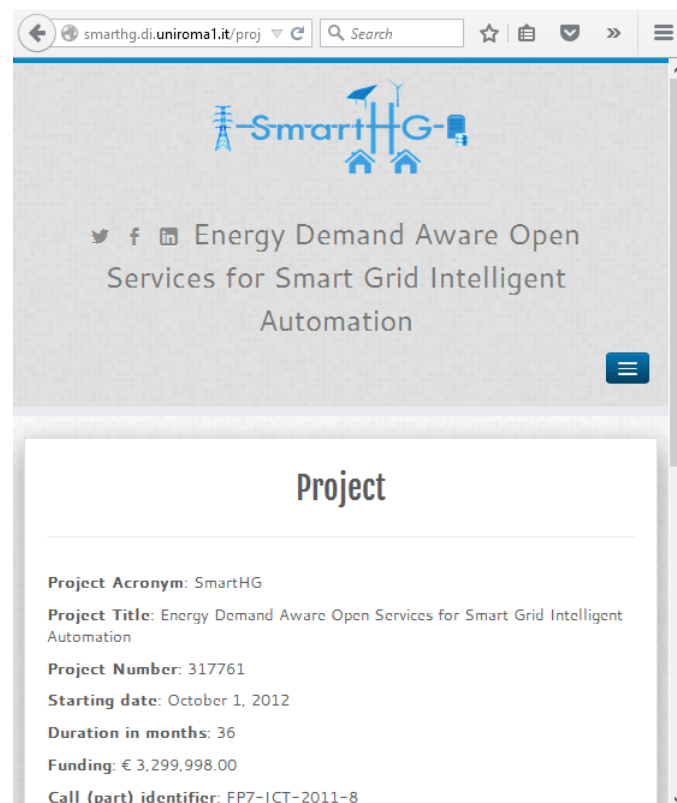 smarthg.di.uniroma1.it/proj
Search
SmartHG
Energy Demand Aware Open
Services for Smart Grid Intelligent
Automation
Project
Project Acronym: SmartHG
Project Title: Energy Demand Aware Open Services for Smart Grid Intelligent
Automation
Project Number: 317761
Starting date: October 1, 2012
Duration in months: 36
Funding: € 3,299,998.00
Call (part) identifier: FP7-ICT-2011-8